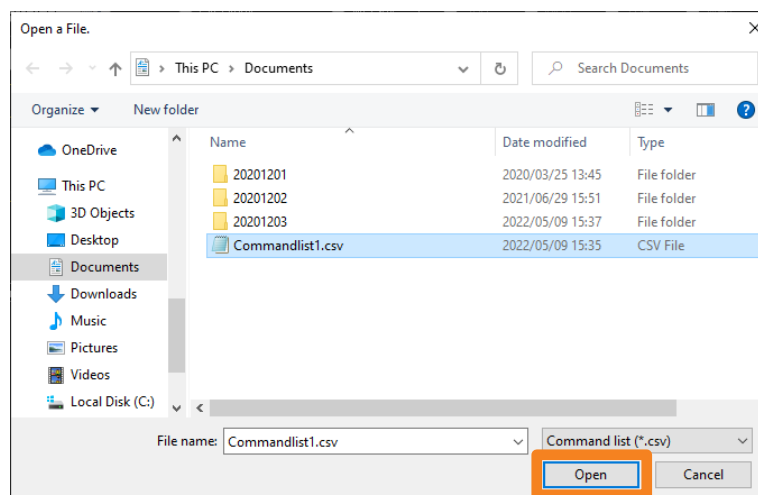 Open a File.
This PC > Documents
Search Documents
Organize
New folder
Name
Date modified
Type
OneDrive
This PC
3D Objects
Desktop
Documents
Downloads
Music
Pictures
Videos
Local Disk (C:)
20201201 2020/03/25 13:45 File folder
20201202 2021/06/29 15:51 File folder
20201203 2022/05/09 15:37 File folder
Commandlist1.csv 2022/05/09 15:35 CSV File
File name: Commandlist1.csv
Command list (*.csv)
Open
Cancel